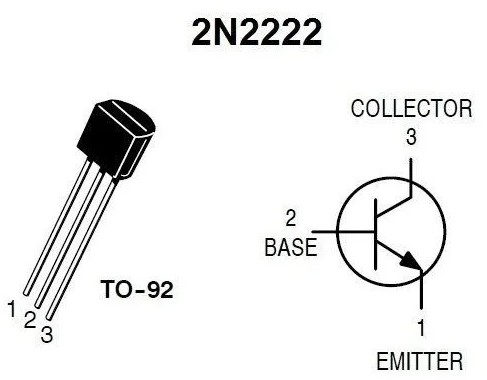 2N2222
COLLECTOR
3
2
BASE
1
2
3
TO-92
1
EMITTER